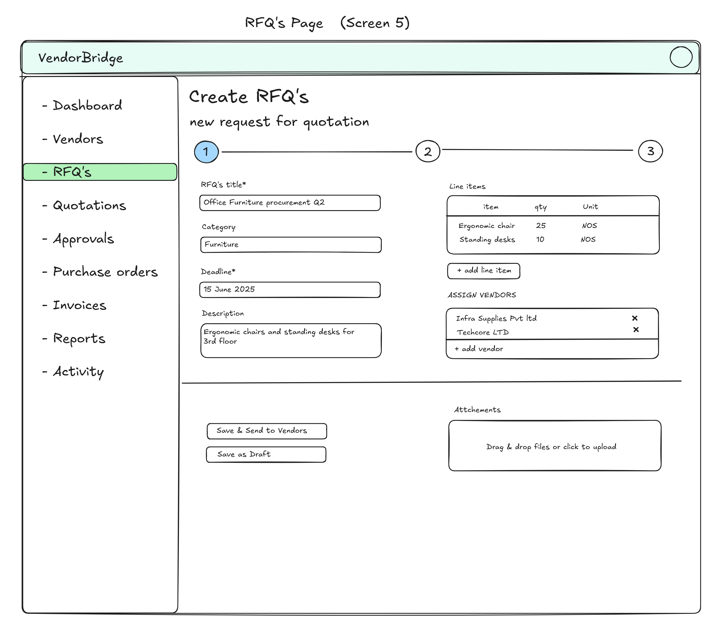 RFQ's Page (Screen 5)
VendorBridge
- Dashboard
- Vendors
- RFQ's
- Quotations
- Approvals
- Purchase orders
- Invoices
- Reports
- Activity
Create RFQ's
new request for quotation
1 2 3
RFQ's title*
Office Furniture procurement Q2
Category
Furniture
Deadline*
15 June 2025
Description
Ergonomic chairs and standing desks for
3rd floor
Line items
item qty Unit
Ergonomic chair 25 NOS
Standing desks 10 NOS
+ add line item
ASSIGN VENDORS
Infra Supplies Pvt ltd ×
Techcore LTD ×
+ add vendor
Save & Send to Vendors
Save as Draft
Attchements
Drag & drop files or click to upload